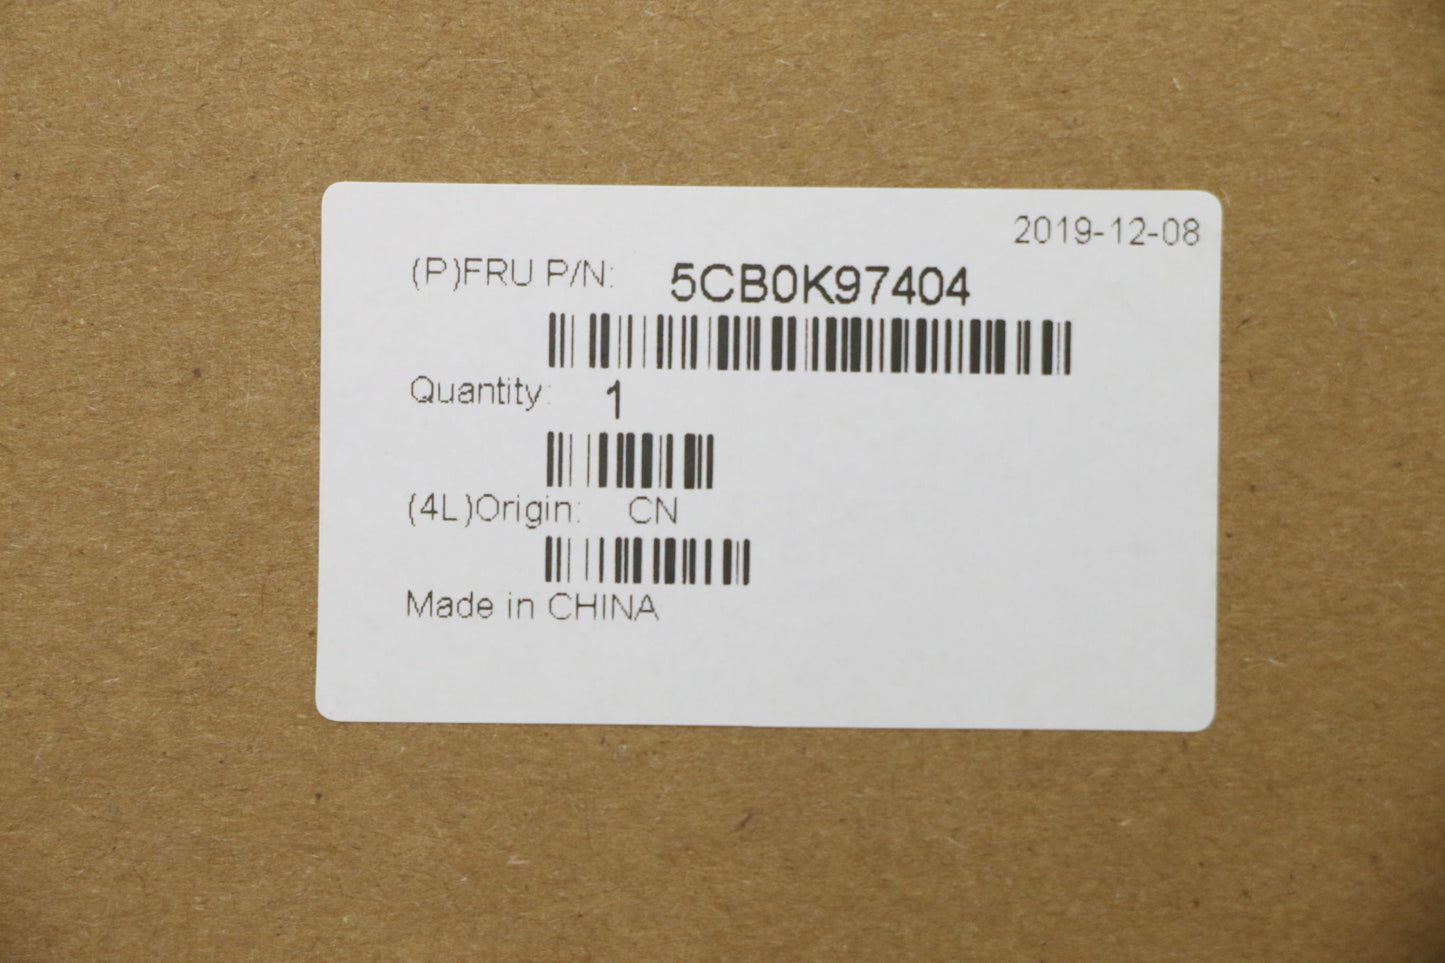 2019-12-08
(P)FRU P/N: 5CB0K97404
Quantity: 1
(4L)Origin: CN
Made in CHINA